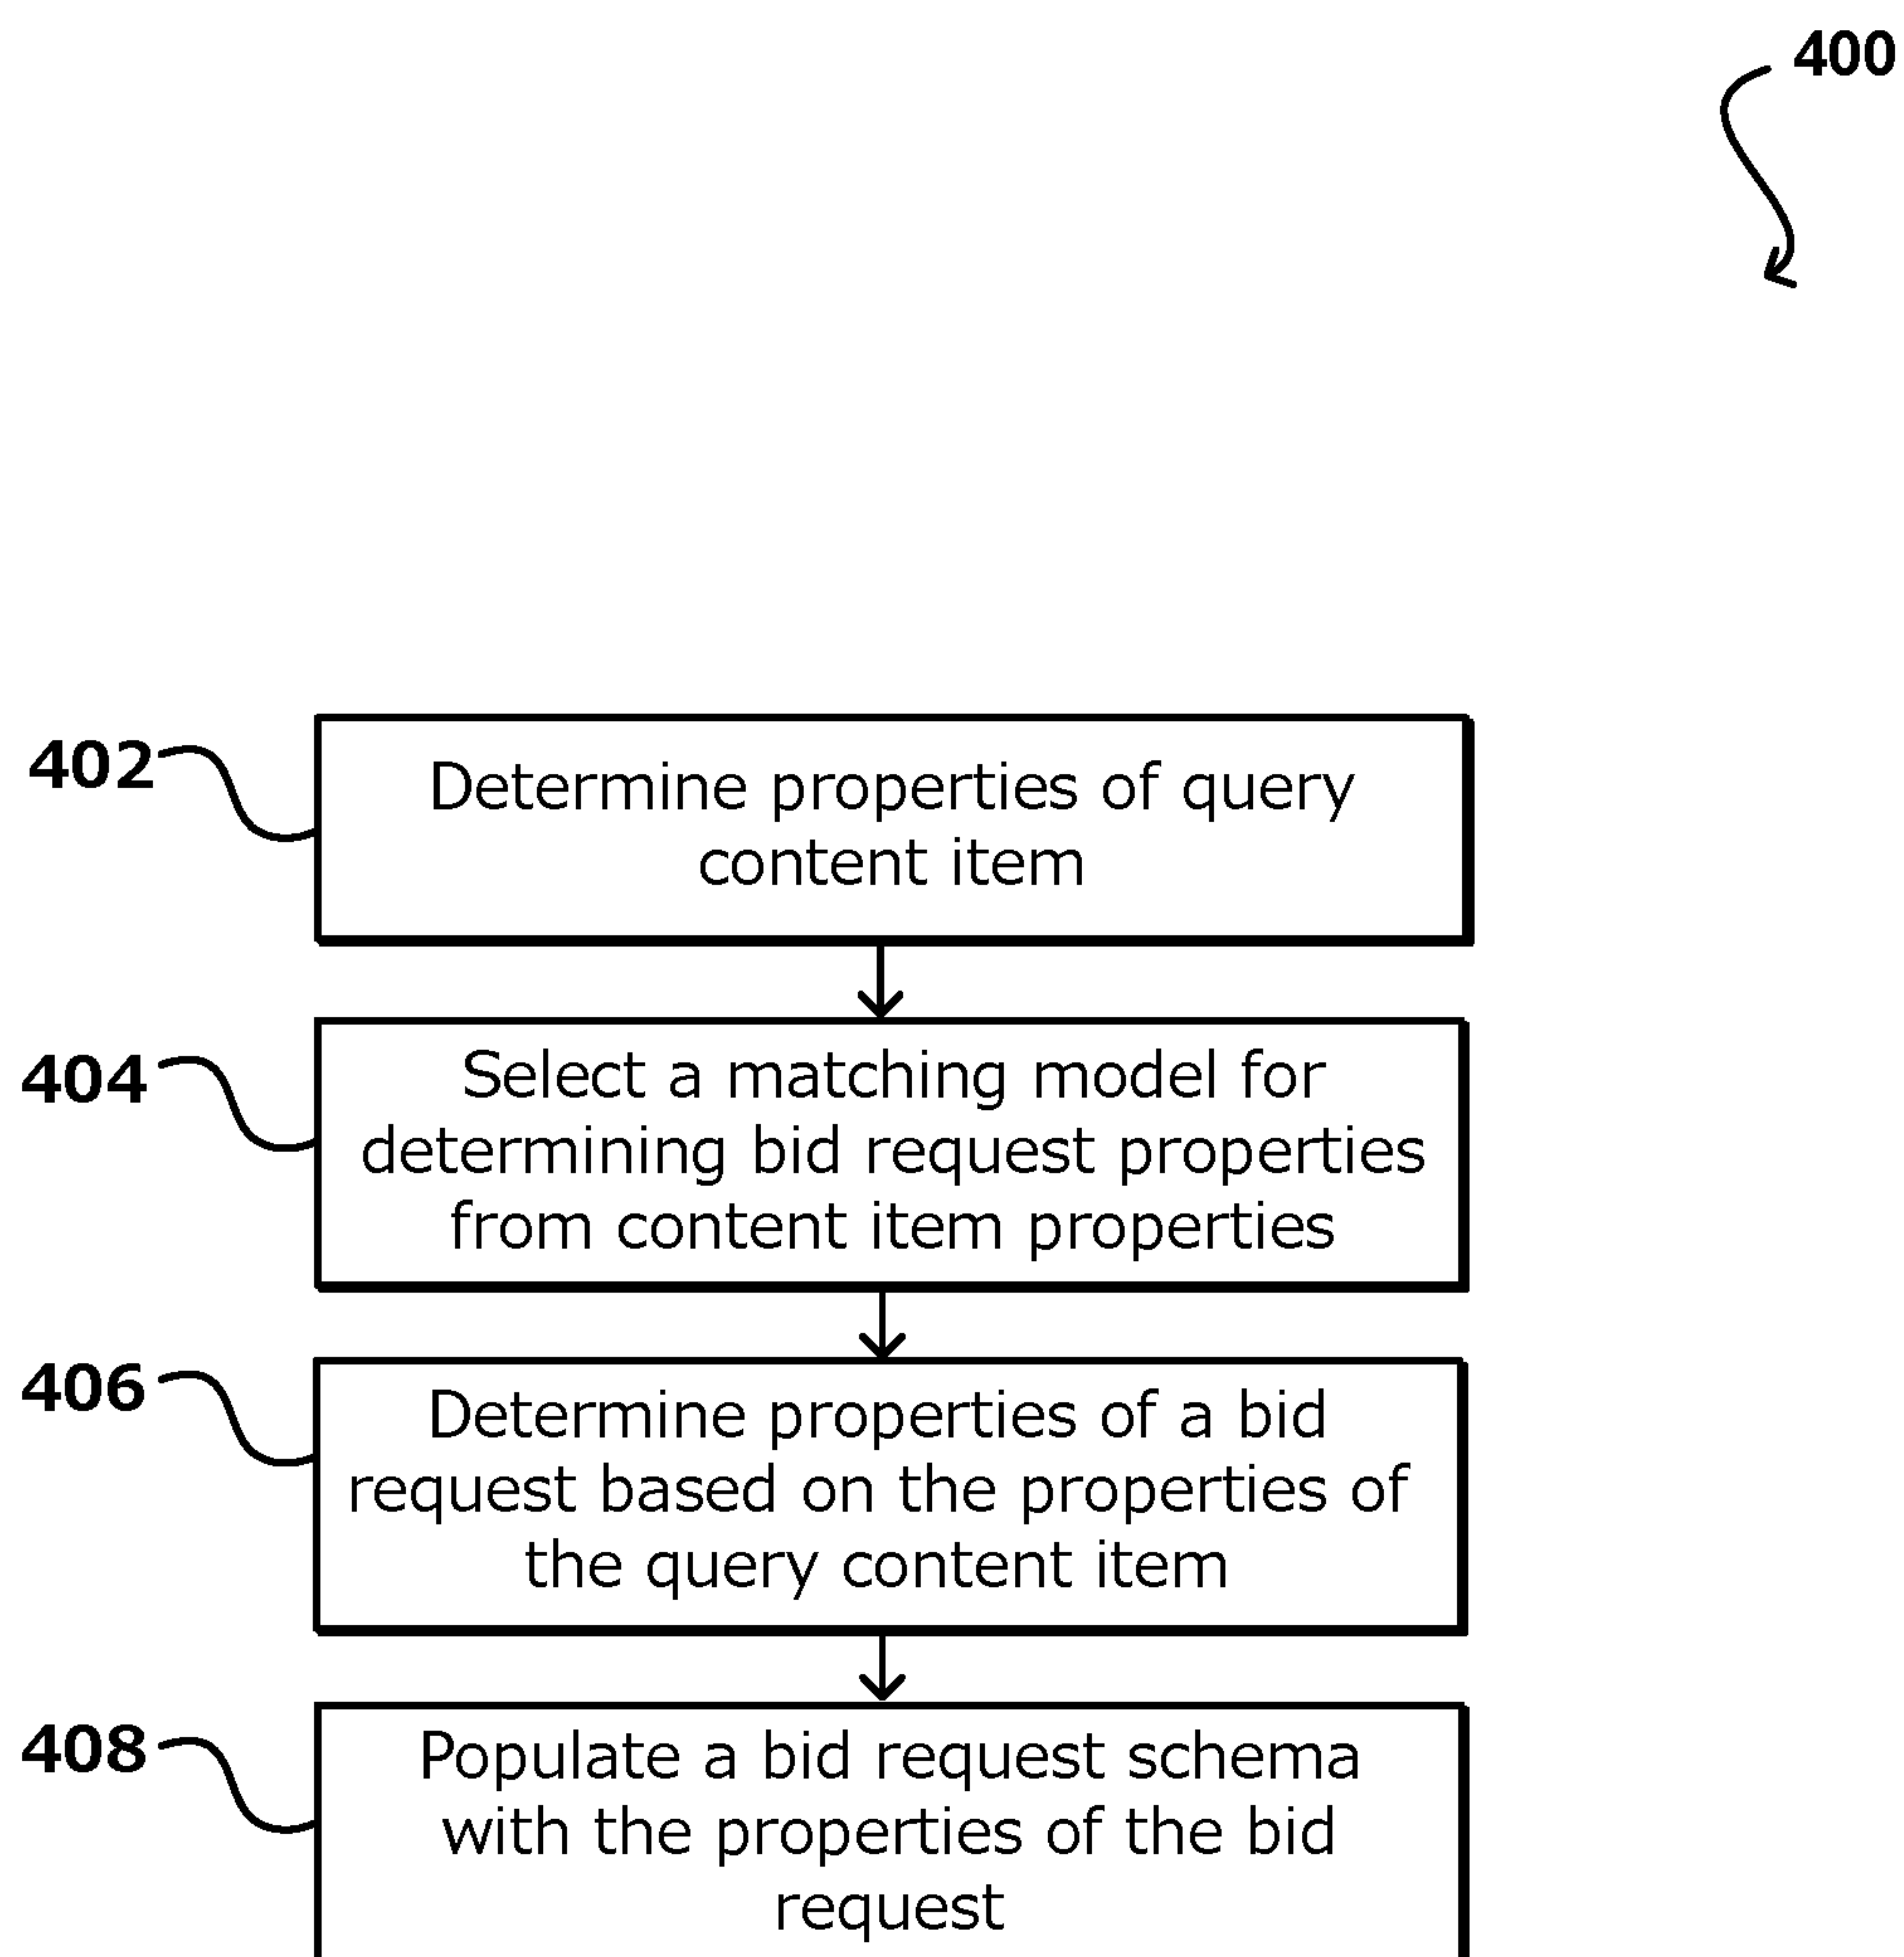 400
402
Determine properties of query
content item
404
Select a matching model for
determining bid request properties
from content item properties
406
Determine properties of a bid
request based on the properties of
the query content item
408
Populate a bid request schema
with the properties of the bid
request